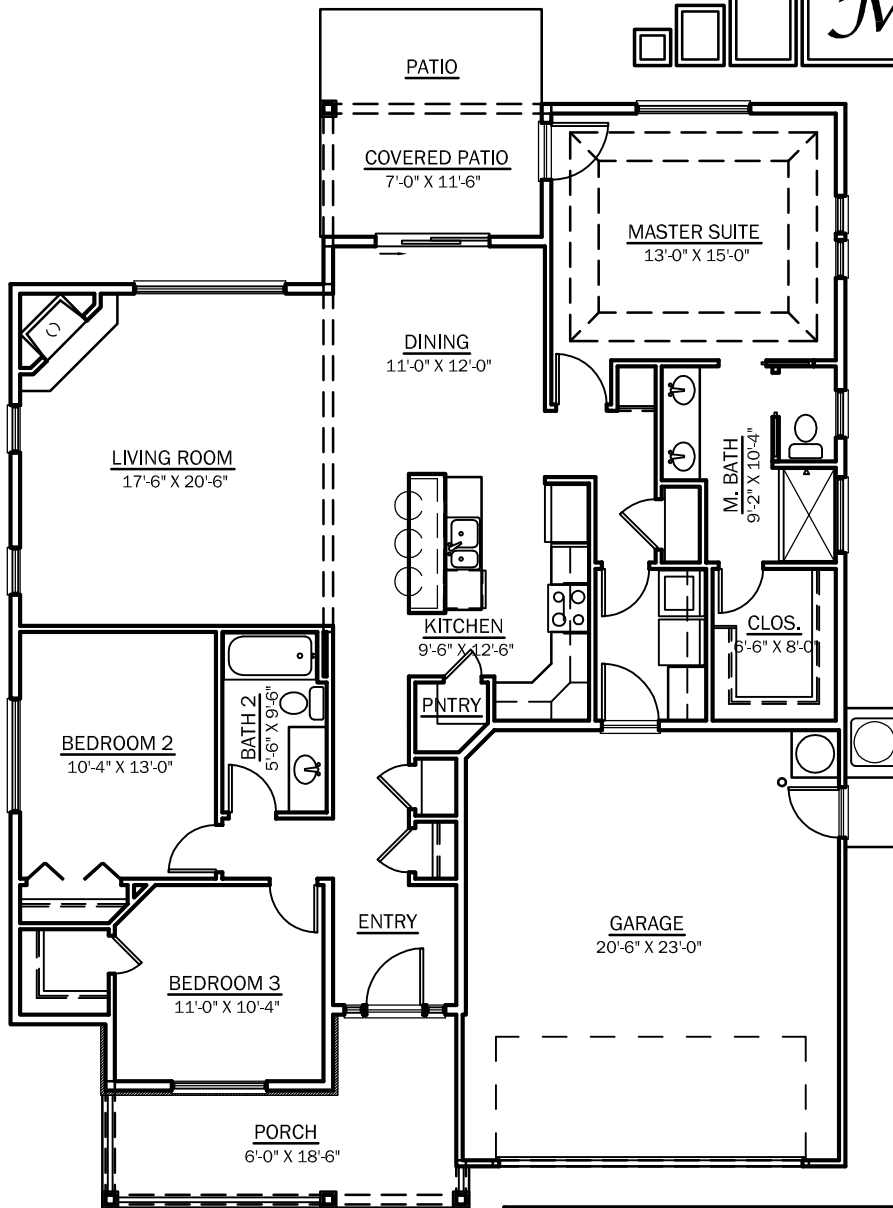 PATIO
COVERED PATIO
7'-0" X 11'-6"
MASTER SUITE
13'-0" X 15'-0"
DINING
11'-0" X 12'-0"
LIVING ROOM
17'-6" X 20'-6"
M. BATH
9'-2" X 10'-4"
KITCHEN
9'-6" X 12'-6"
CLOS.
6'-6" X 8'-0"
PNTRY
BATH 2
5'-6" X 9'-6"
BEDROOM 2
10'-4" X 13'-0"
ENTRY
GARAGE
20'-6" X 23'-0"
BEDROOM 3
11'-0" X 10'-4"
PORCH
6'-0" X 18'-6"